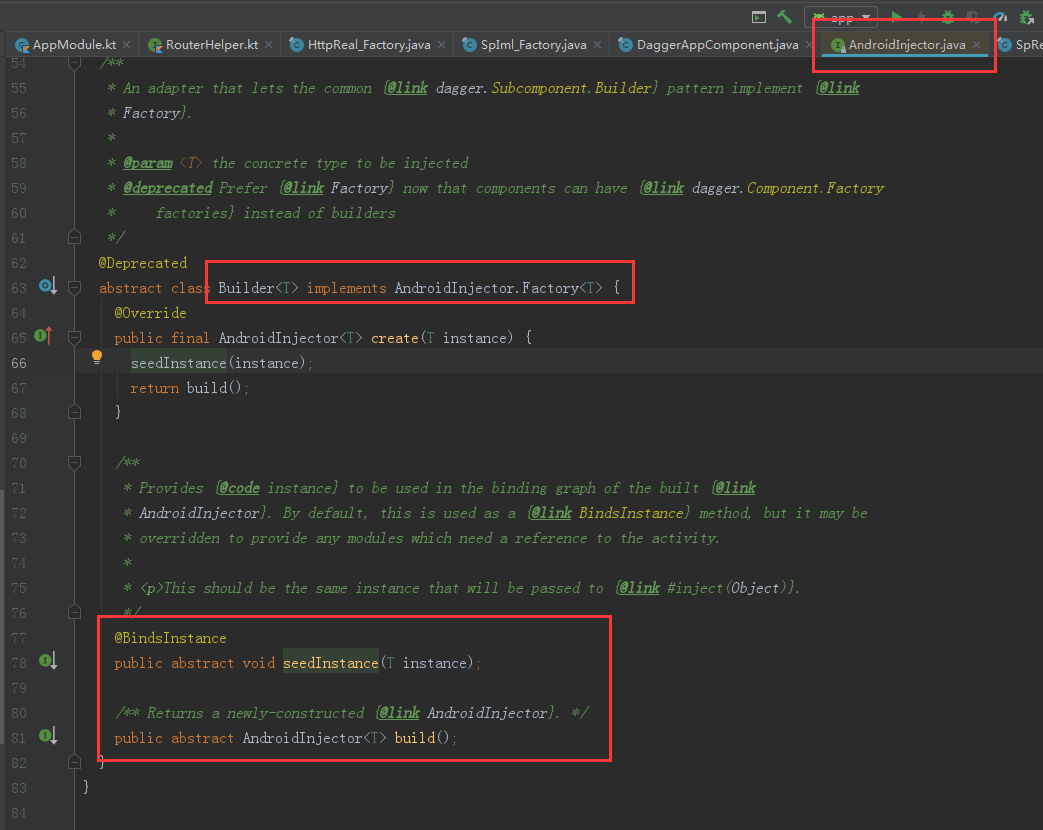 app
AppModule.kt
RouterHelper.kt
HttpReal_Factory.java
SpIml_Factory.java
DaggerAppComponent.java
AndroidInjector.java
SpRe
54 /**
55 * An adapter that lets the common {@link dagger.Subcomponent.Builder} pattern implement {@link
56 * Factory}.
57 *
58 * @param <T> the concrete type to be injected
59 * @deprecated Prefer {@link Factory} now that components can have {@link dagger.Component.Factory
60 * factories} instead of builders
61 */
62 @Deprecated
63 abstract class Builder<T> implements AndroidInjector.Factory<T> {
64 @Override
65 public final AndroidInjector<T> create(T instance) {
66 seedInstance(instance);
67 return build();
68 }
69
70 /**
71 * Provides {@code instance} to be used in the binding graph of the built {@link
72 * AndroidInjector}. By default, this is used as a {@link BindsInstance} method, but it may be
73 * overridden to provide any modules which need a reference to the activity.
74 *
75 * <p>This should be the same instance that will be passed to {@link #inject(Object)}.
76 */
77 @BindsInstance
78 public abstract void seedInstance(T instance);
79
80 /** Returns a newly-constructed {@link AndroidInjector}. */
81 public abstract AndroidInjector<T> build();
82 }
83 }
84